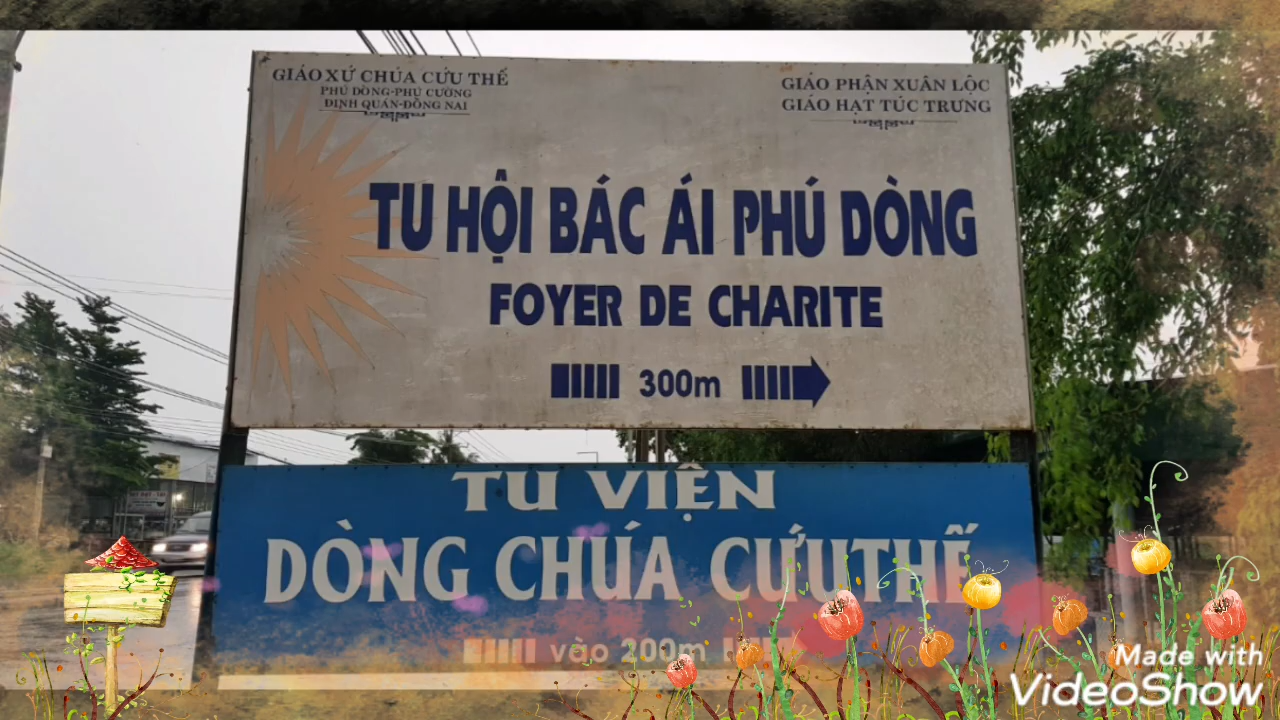 GIÁO XỨ CHÚA CỨU THẾ
PHÚ DÒNG-PHÚ CƯỜNG
ĐỊNH QUÁN-ĐỒNG NAI
GIÁO PHẬN XUÂN LỘC
GIÁO HẠT TÚC TRƯNG
TU HỘI BÁC ÁI PHÚ DÒNG
FOYER DE CHARITE
300m
TU VIỆN
DÒNG CHÚA CỨU THẾ
vào 200m
Made with
VideoShow